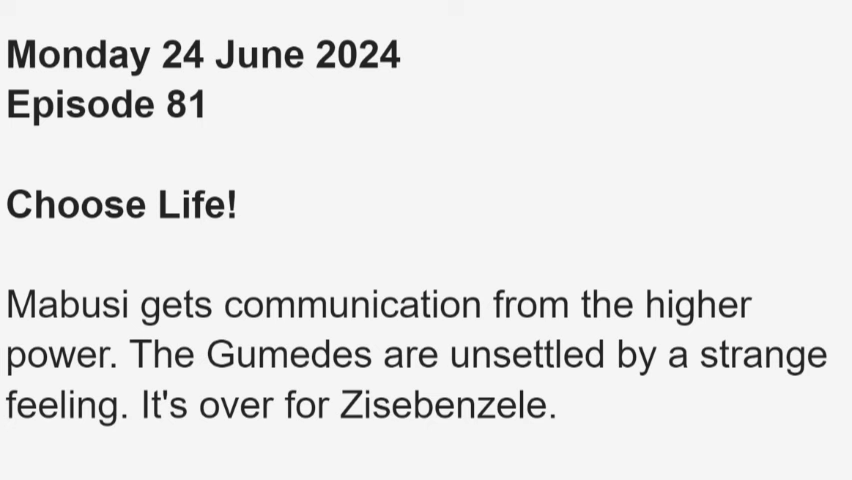 Monday 24 June 2024
Episode 81
Choose Life!
Mabusi gets communication from the higher
power. The Gumedes are unsettled by a strange
feeling. It's over for Zisebenzele.